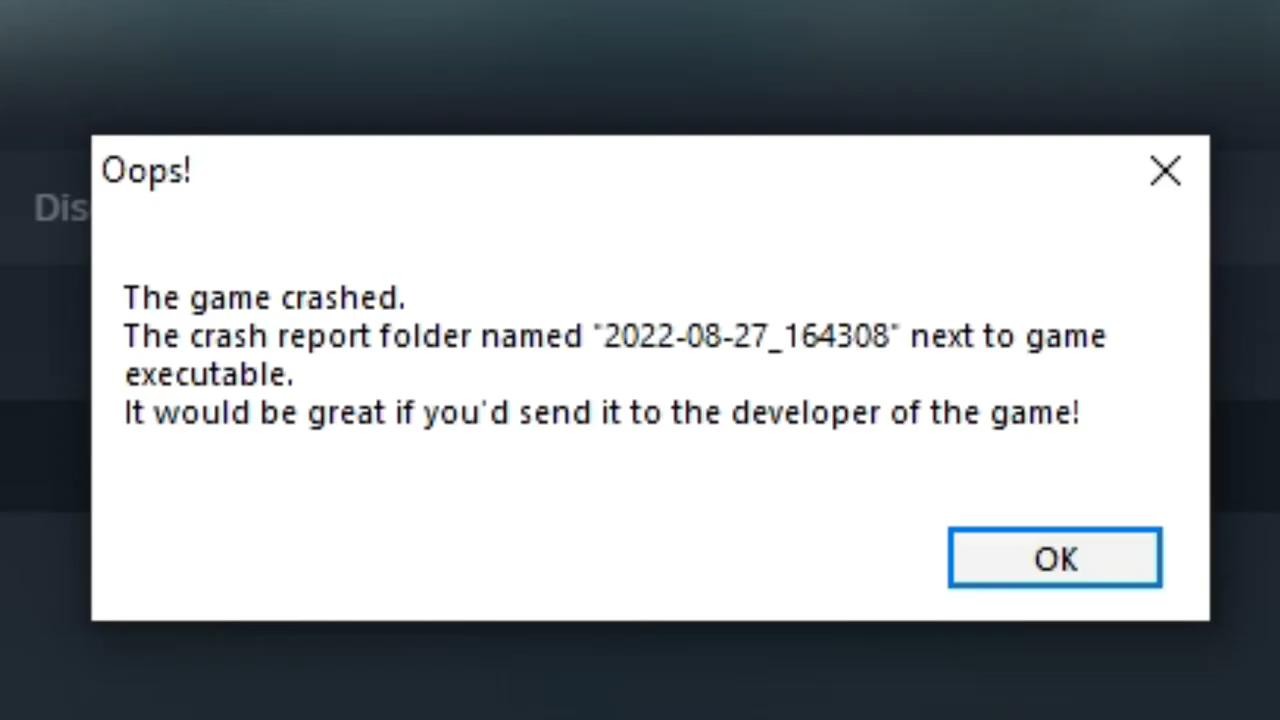 Oops!
Dis
The game crashed.
The crash report folder named "2022-08-27_164308" next to game
executable.
It would be great if you'd send it to the developer of the game!
OK